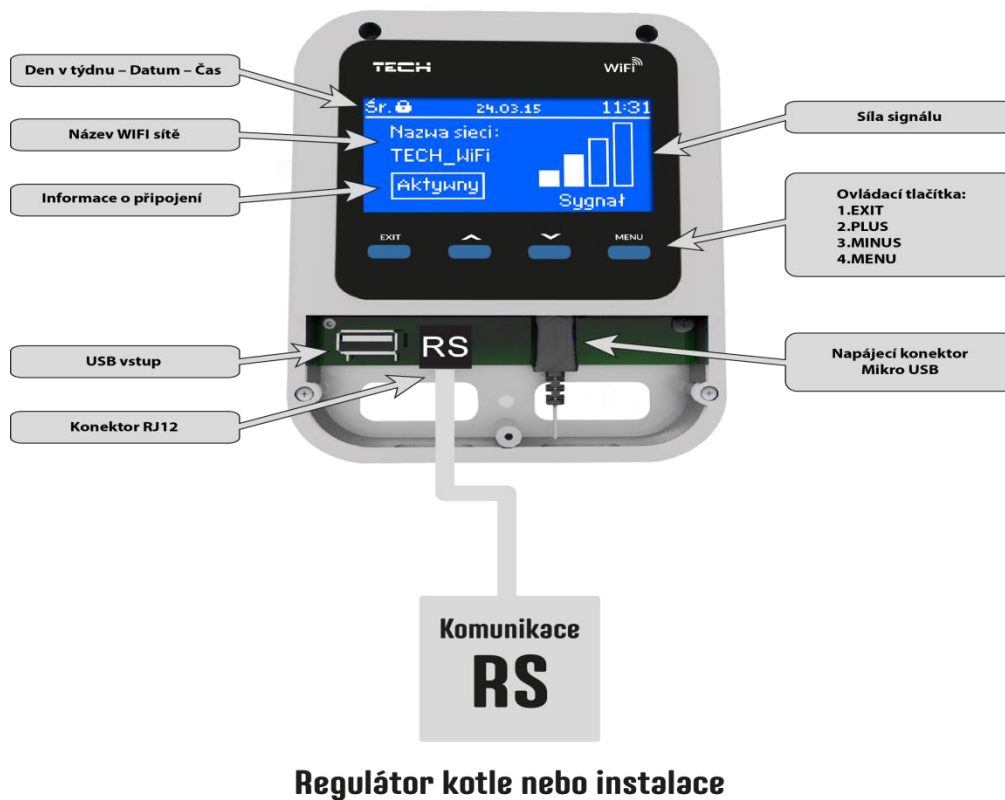 TECH WiFi
Den v týdnu – Datum – Čas
Śr. 24.03.15 11:31
Název WIFI sítě
Nazwa sieci:
TECH_WiFi
Síla signálu
Informace o připojení
Aktywny
Sygnał
Ovládací tlačítka:
1.EXIT
2.PLUS
3.MINUS
4.MENU
EXIT MENU
USB vstup
RS
Napájecí konektor
Mikro USB
Konektor RJ12
Komunikace
RS
Regulátor kotle nebo instalace